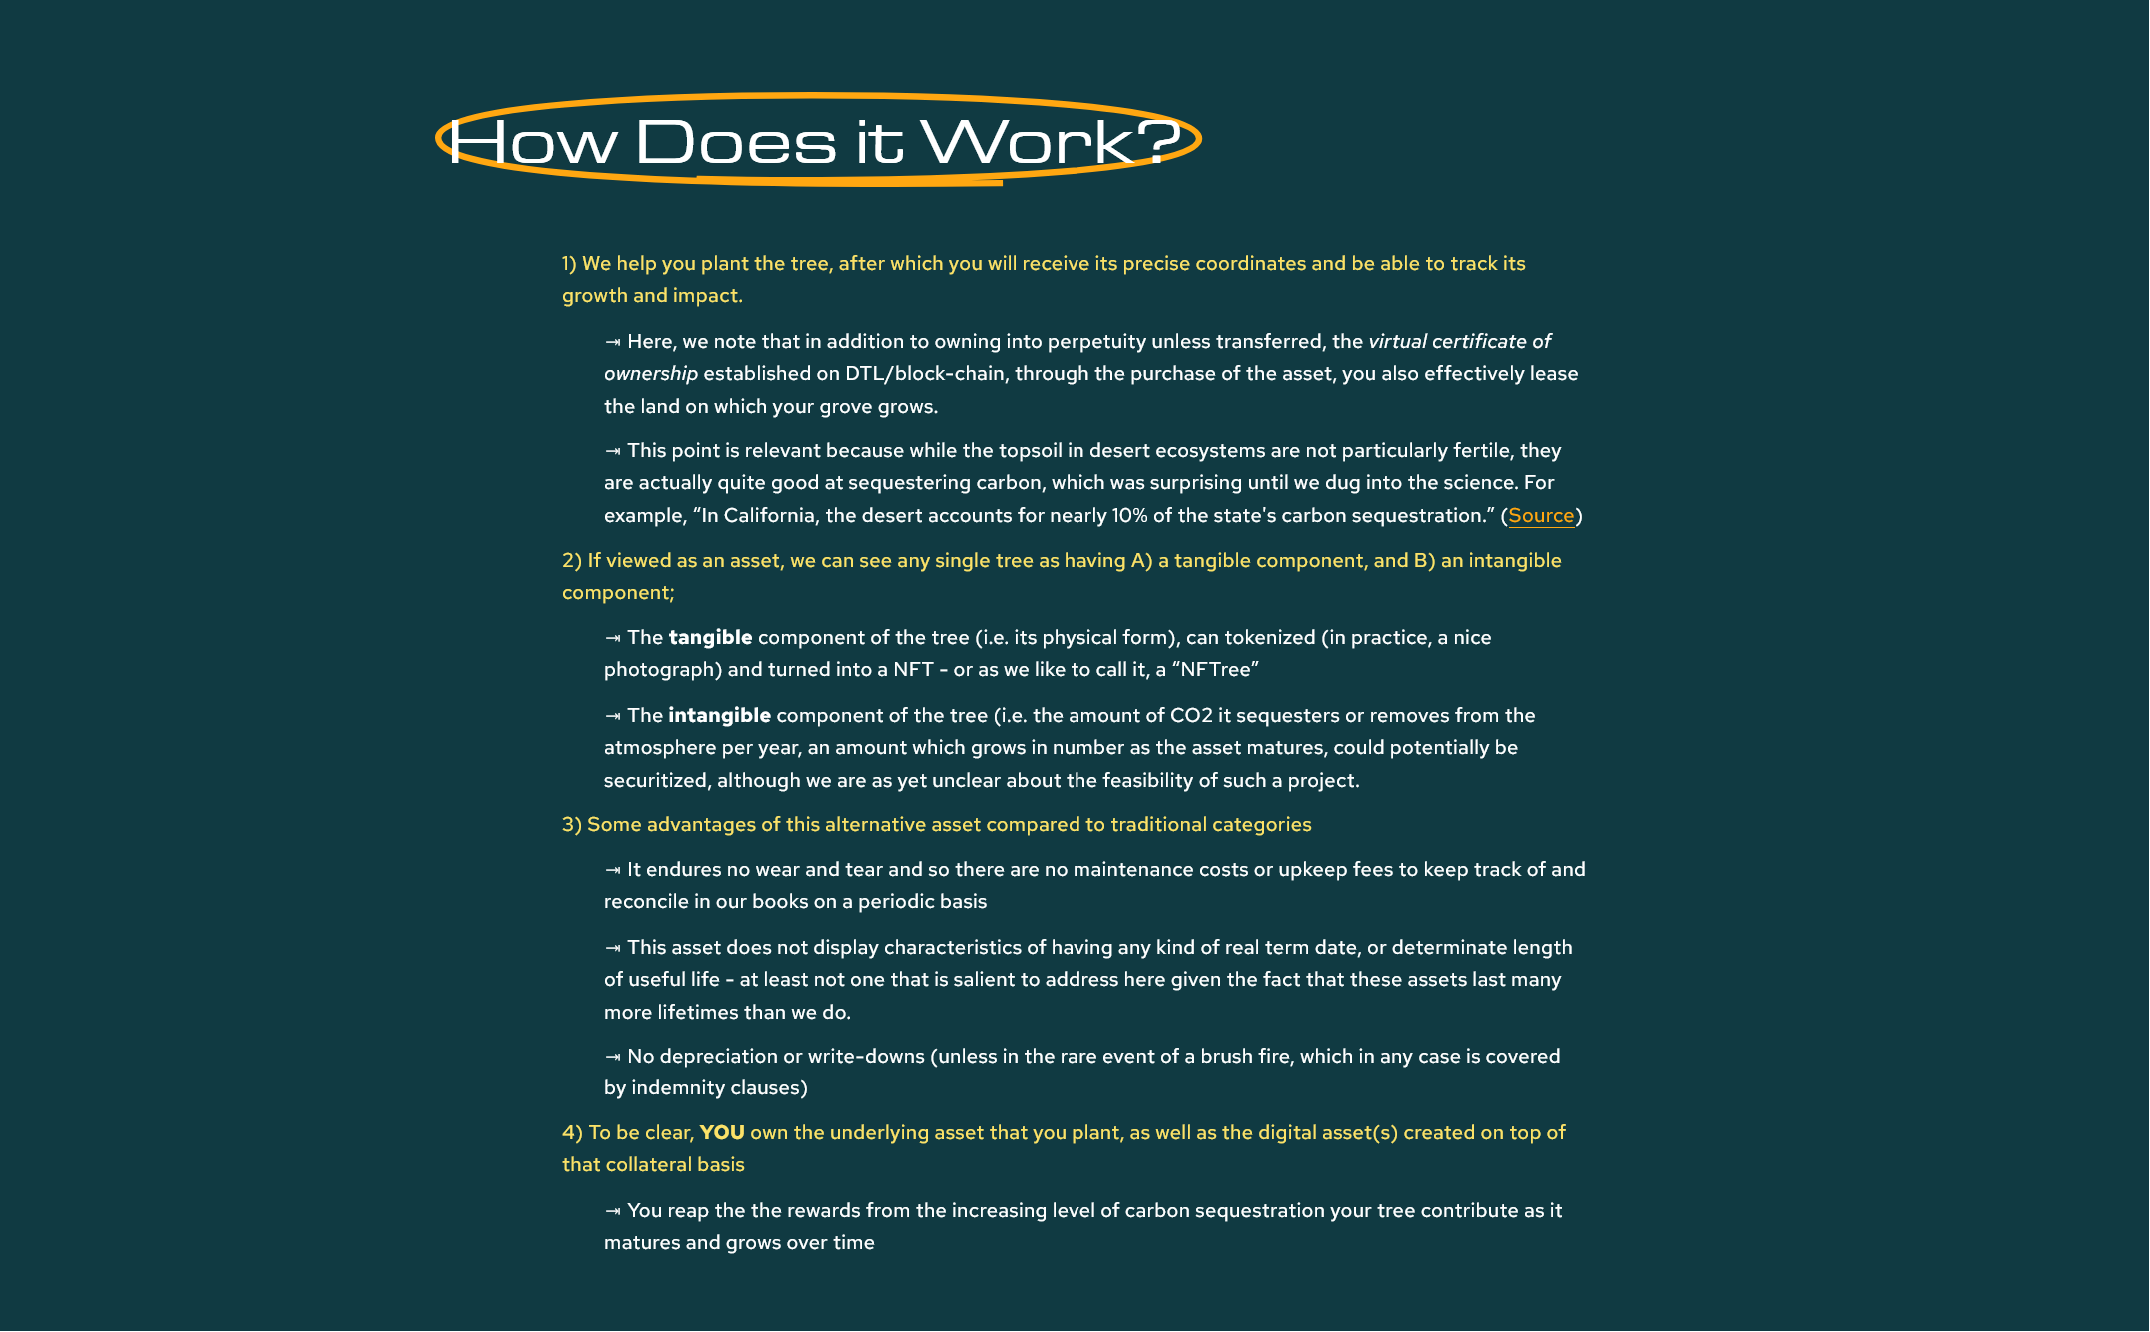 How Does it Work?
1) We help you plant the tree, after which you will receive its precise coordinates and be able to track its
growth and impact.
⇥ Here, we note that in addition to owning into perpetuity unless transferred, the virtual certificate of
ownership established on DTL/block-chain, through the purchase of the asset, you also effectively lease
the land on which your grove grows.
⇥ This point is relevant because while the topsoil in desert ecosystems are not particularly fertile, they
are actually quite good at sequestering carbon, which was surprising until we dug into the science. For
example, “In California, the desert accounts for nearly 10% of the state's carbon sequestration.” (Source)
2) If viewed as an asset, we can see any single tree as having A) a tangible component, and B) an intangible
component;
⇥ The tangible component of the tree (i.e. its physical form), can tokenized (in practice, a nice
photograph) and turned into a NFT - or as we like to call it, a “NFTree”
⇥ The intangible component of the tree (i.e. the amount of CO2 it sequesters or removes from the
atmosphere per year, an amount which grows in number as the asset matures, could potentially be
securitized, although we are as yet unclear about the feasibility of such a project.
3) Some advantages of this alternative asset compared to traditional categories
⇥ It endures no wear and tear and so there are no maintenance costs or upkeep fees to keep track of and
reconcile in our books on a periodic basis
⇥ This asset does not display characteristics of having any kind of real term date, or determinate length
of useful life - at least not one that is salient to address here given the fact that these assets last many
more lifetimes than we do.
⇥ No depreciation or write-downs (unless in the rare event of a brush fire, which in any case is covered
by indemnity clauses)
4) To be clear, YOU own the underlying asset that you plant, as well as the digital asset(s) created on top of
that collateral basis
⇥ You reap the the rewards from the increasing level of carbon sequestration your tree contribute as it
matures and grows over time